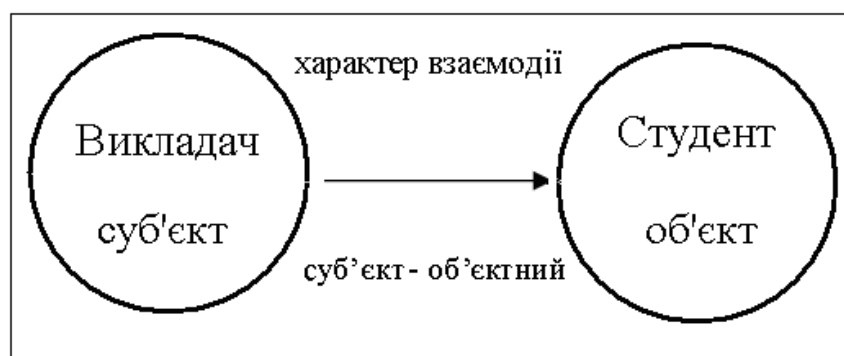 характер взаємодії
Викладач
суб'єкт
Студент
об'єкт
суб’єкт - об’єктний